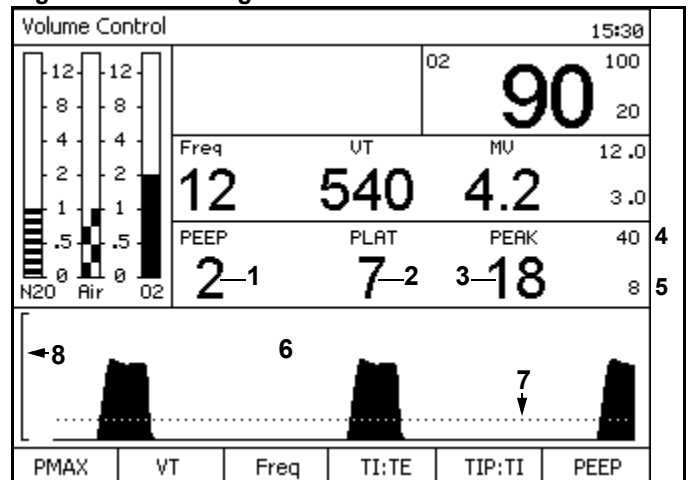 Volume Control 15:30
12 12
8 8
4 4
2 2
1 1
.5 .5
0 0
N2O Air O2
O2 90 100
20
Freq VT MV 12.0
12 540 4.2 3.0
PEEP PLAT PEAK 40 4
2 1 7 2 3 18 8 5
8 6 7
PMAX VT Freq TI:TE TIP:TI PEEP